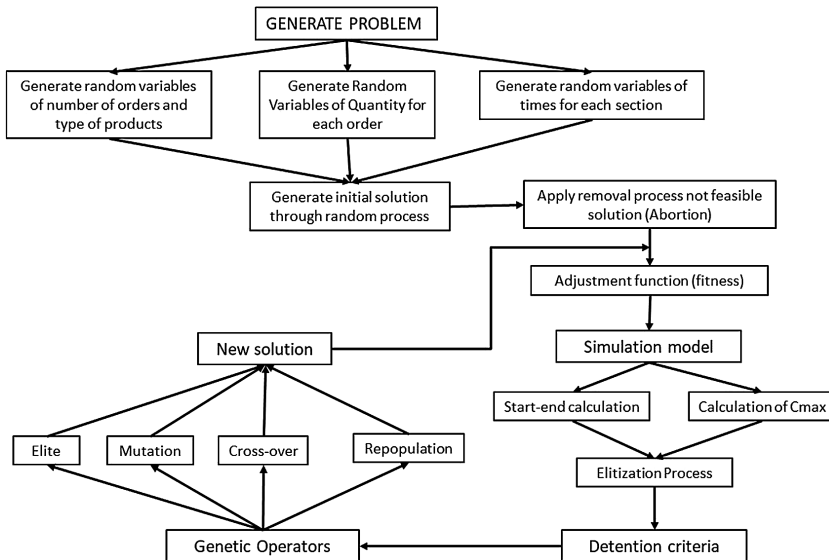 GENERATE PROBLEM
Generate random variables
of number of orders and
type of products
Generate Random
Variables of Quantity for
each order
Generate random variables of
times for each section
Generate initial solution
through random process
Apply removal process not feasible
solution (Abortion)
Adjustment function (fitness)
New solution
Simulation model
Start-end calculation
Calculation of Cmax
Elite
Mutation
Cross-over
Repopulation
Elitization Process
Genetic Operators
Detention criteria